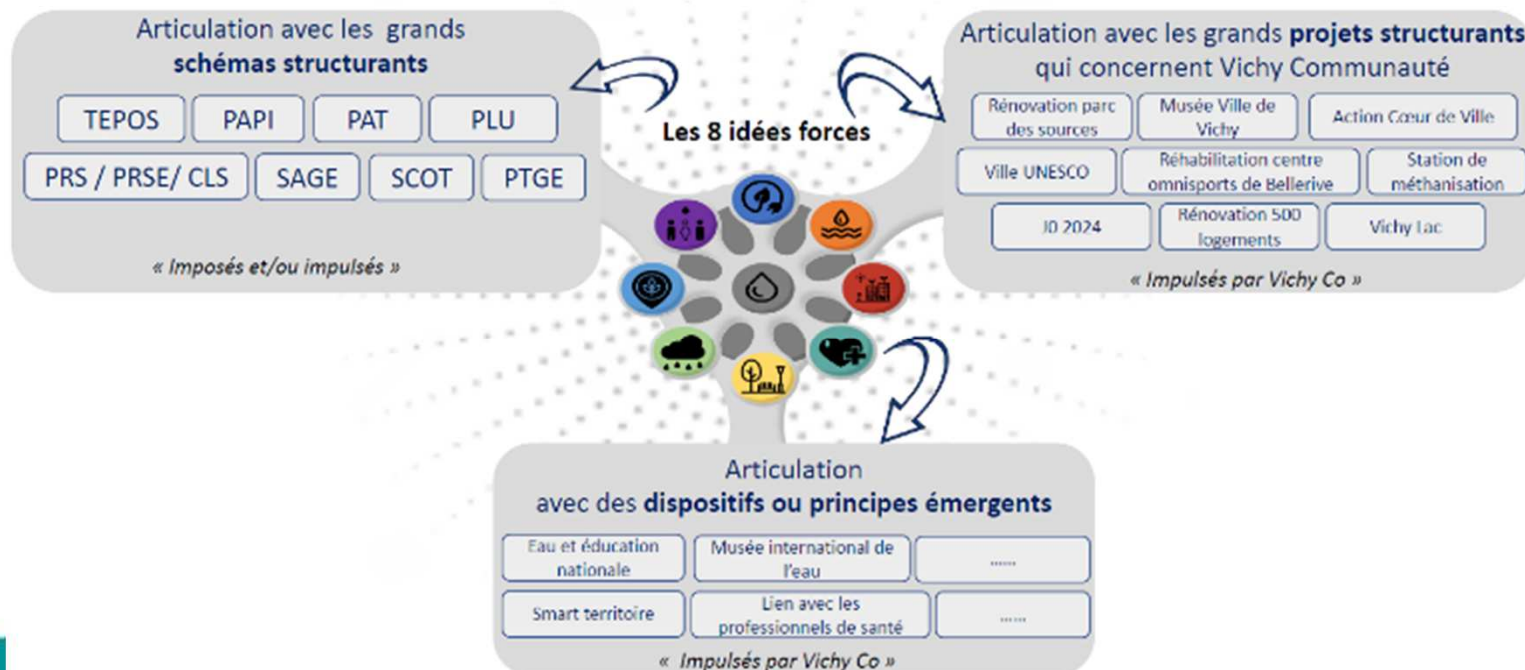 Articulation avec les grands
schémas structurants
TEPOS
PAPI
PAT
PLU
PRS / PRSE/ CLS
SAGE
SCOT
PTGE
« Imposés et/ou impulsés »
Les 8 idées forces
Articulation avec les grands projets structurants
qui concernent Vichy Communauté
Rénovation parc
des sources
Musée Ville de
Vichy
Action Cœur de Ville
Ville UNESCO
Réhabilitation centre
omnisports de Bellerive
Station de
méthanisation
J0 2024
Rénovation 500
logements
Vichy Lac
« Impulsés par Vichy Co »
Articulation
avec des dispositifs ou principes émergents
Eau et éducation
nationale
Musée international de
l'eau
......
Smart territoire
Lien avec les
professionnels de santé
......
« Impulsés par Vichy Co »